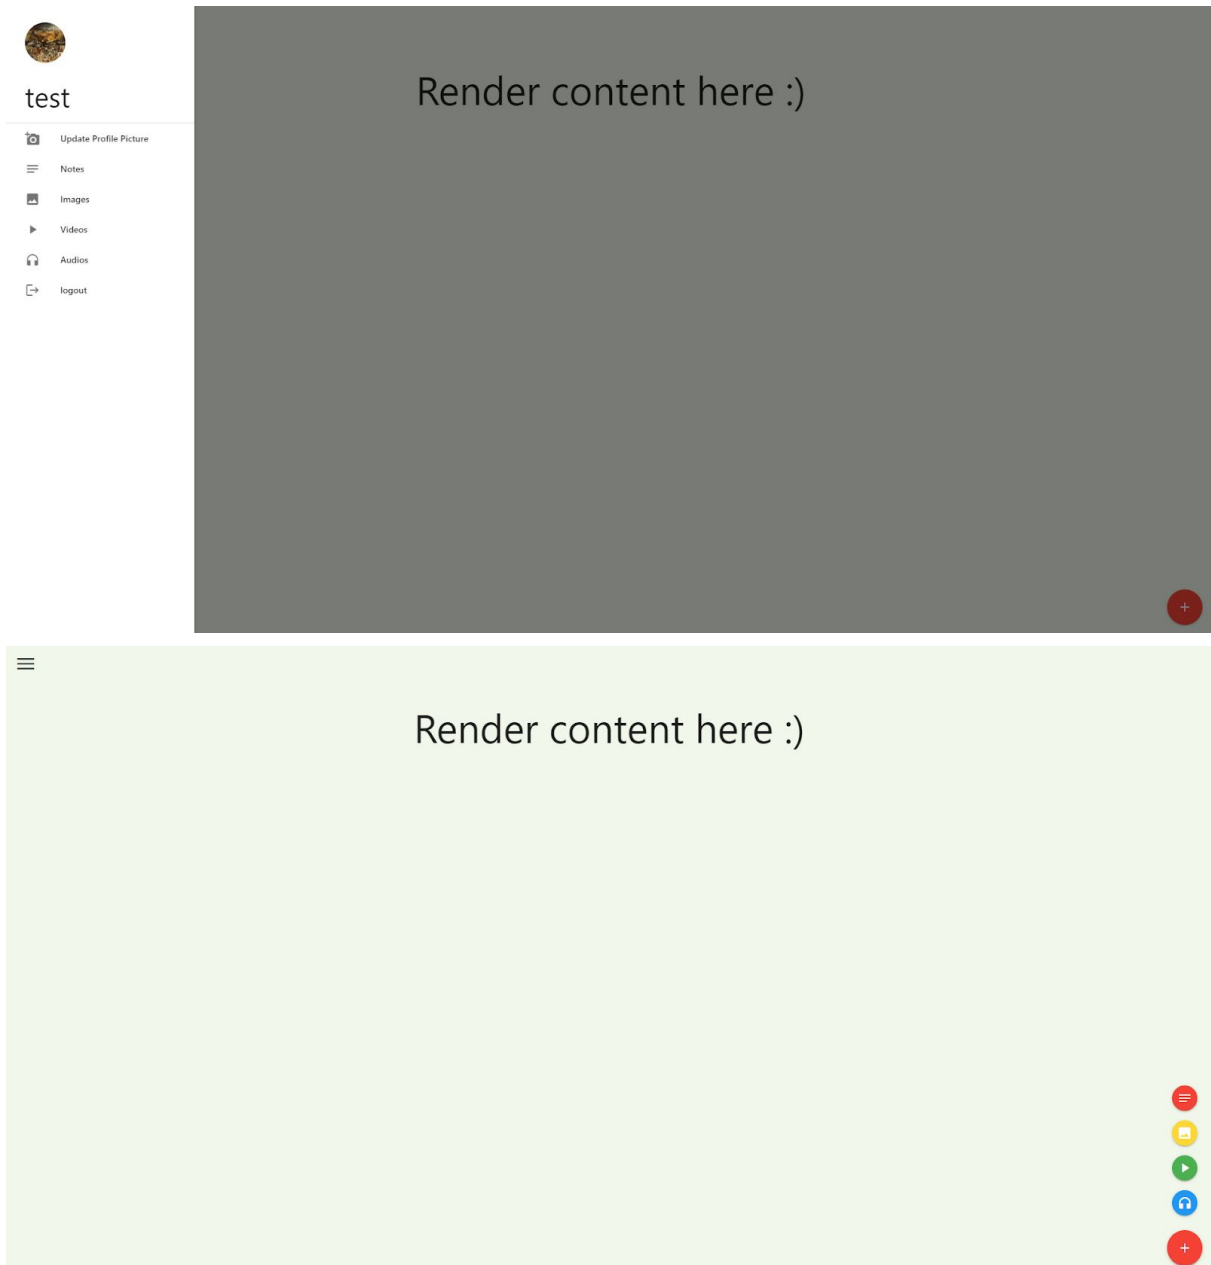 test
Update Profile Picture
Notes
Images
Videos
Audios
logout
Render content here :)
Render content here :)